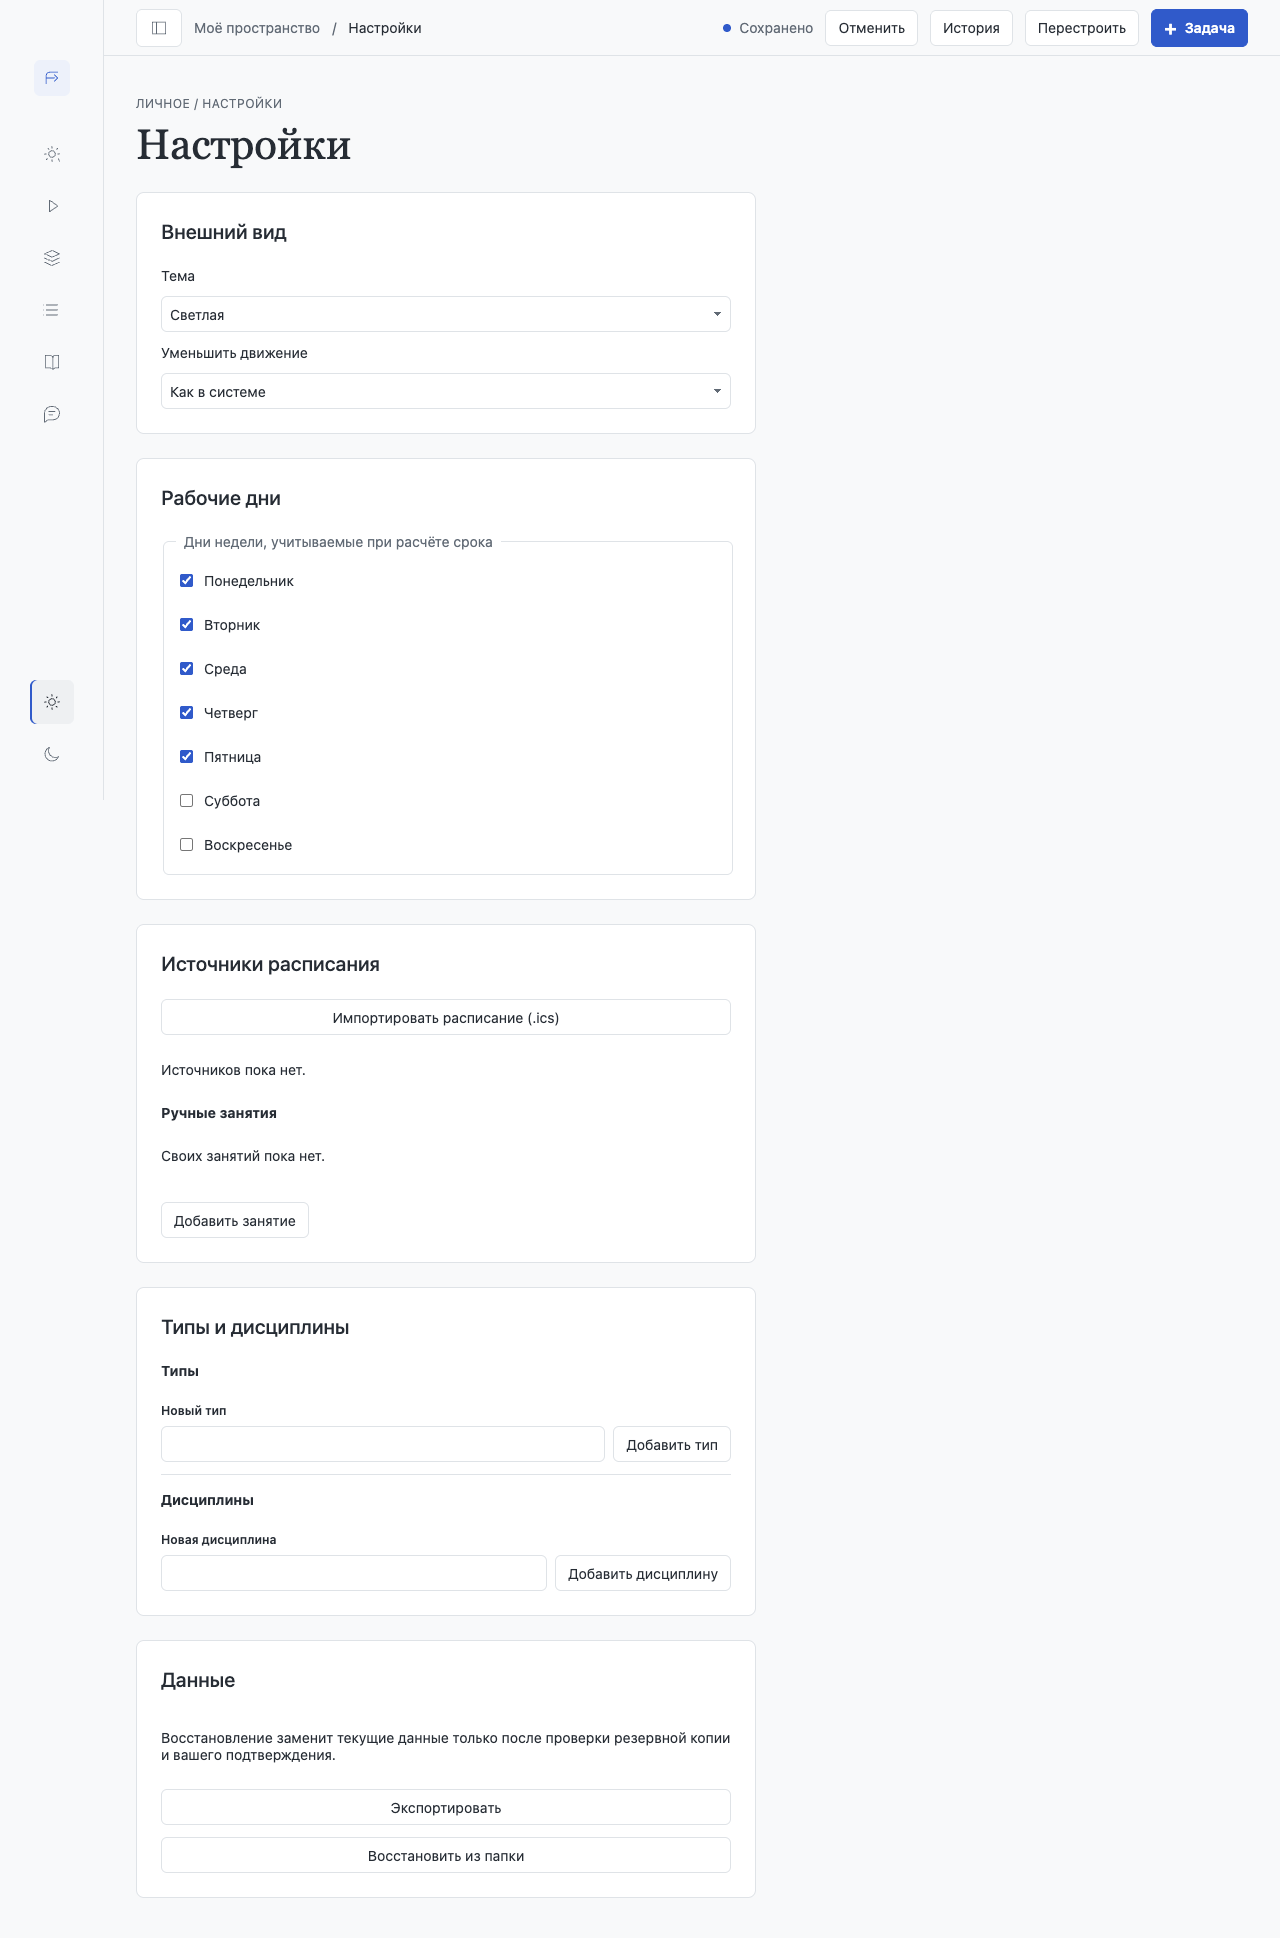 Моё пространство / Настройки
Сохранено
Отменить
История
Перестроить
+ Задача
ЛИЧНОЕ / НАСТРОЙКИ
Настройки
Внешний вид
Тема
Светлая
Уменьшить движение
Как в системе
Рабочие дни
Дни недели, учитываемые при расчёте срока
Понедельник
Вторник
Среда
Четверг
Пятница
Суббота
Воскресенье
Источники расписания
Импортировать расписание (.ics)
Источников пока нет.
Ручные занятия
Своих занятий пока нет.
Добавить занятие
Типы и дисциплины
Типы
Новый тип
Добавить тип
Дисциплины
Новая дисциплина
Добавить дисциплину
Данные
Восстановление заменит текущие данные только после проверки резервной копии
и вашего подтверждения.
Экспортировать
Восстановить из папки